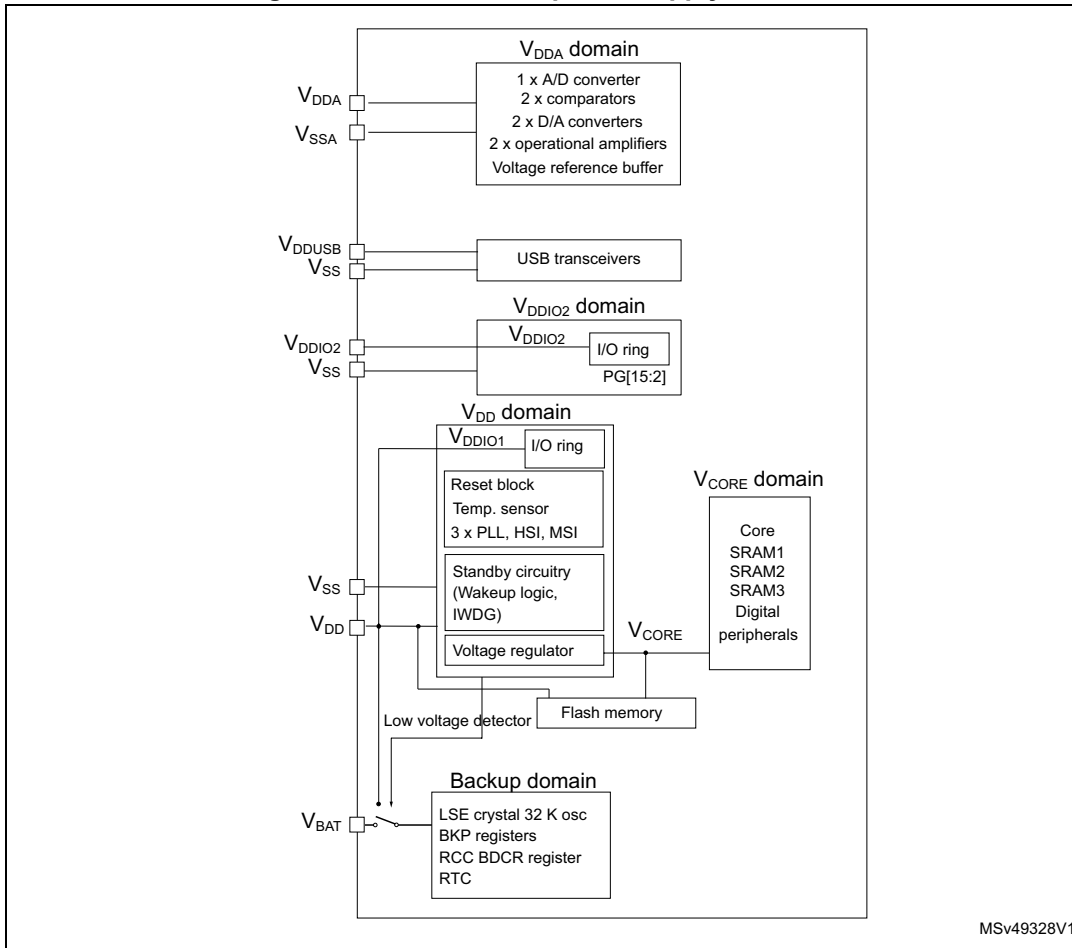 VDDA domain
1 x A/D converter
2 x comparators
2 x D/A converters
2 x operational amplifiers
Voltage reference buffer
VDDA
VSSA
VDDUSB
VSS
USB transceivers
VDDIO2 domain
VDDIO2
VDDIO2
VSS
I/O ring
PG[15:2]
VDD domain
VDDIO1
I/O ring
Reset block
Temp. sensor
3 x PLL, HSI, MSI
VSS
Standby circuitry
(Wakeup logic,
IWDG)
VDD
Voltage regulator
VCORE
VCORE domain
Core
SRAM1
SRAM2
SRAM3
Digital
peripherals
Flash memory
Low voltage detector
Backup domain
VBAT
LSE crystal 32 K osc
BKP registers
RCC BDCR register
RTC
MSv49328V1